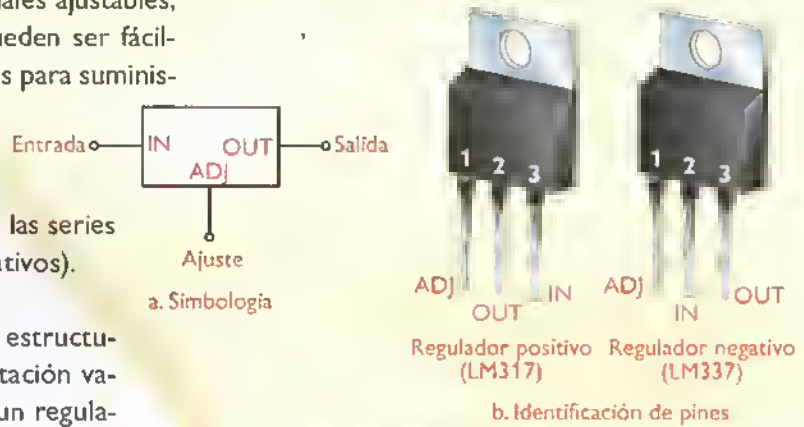 ales ajustables,
ueden ser fácil-
s para suminis-
las series
ativos).
estructu-
tación va-
un regula-
Entrada IN OUT Salida
ADJ
Ajuste
a. Simbología
1 2 3
1 2 3
ADJ OUT IN
ADJ IN OUT
Regulador positivo
(LM317)
Regulador negativo
(LM337)
b. Identificación de pines